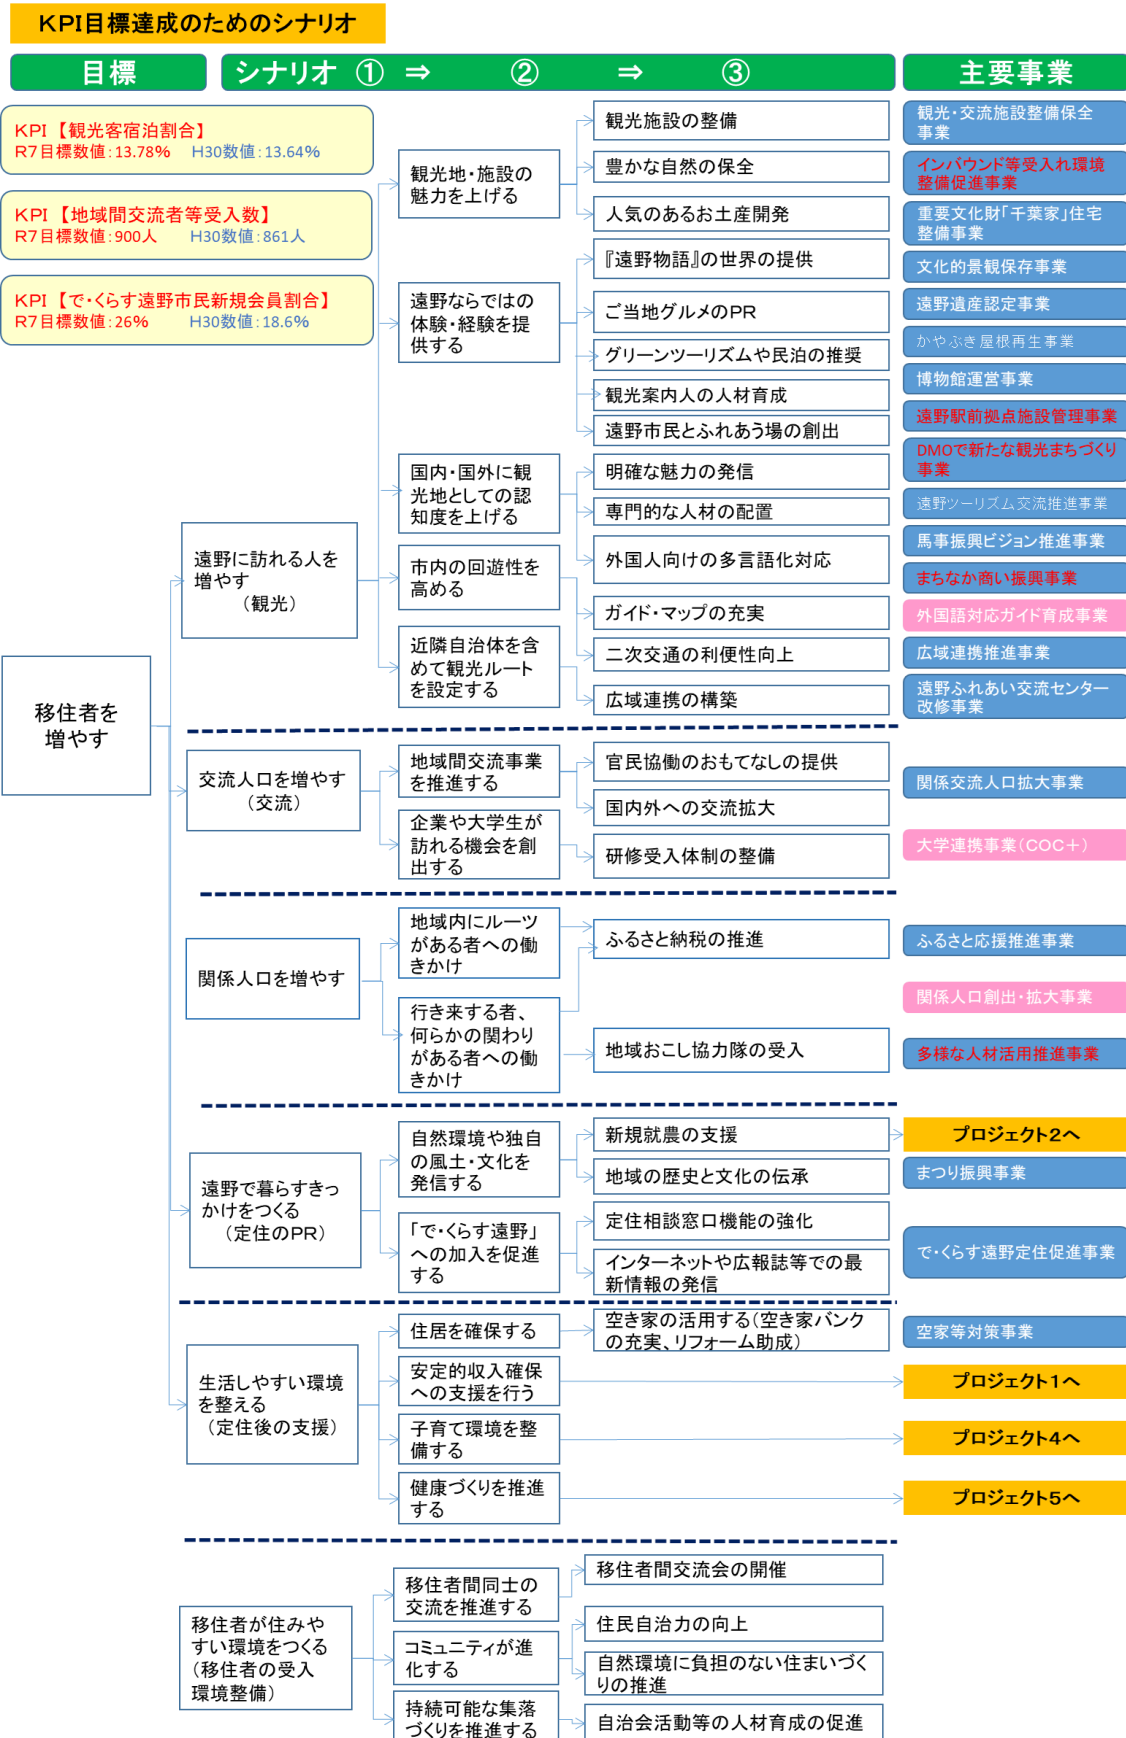 KPI目標達成のためのシナリオ
目標
シナリオ ① ⇒ ② ⇒ ③
主要事業
KPI【観光客宿泊割合】
R7目標数値:13.78% H30数値:13.64%
KPI【地域間交流者等受入数】
R7目標数値:900人 H30数値:861人
KPI【で・くらす遠野市民新規会員割合】
R7目標数値:26% H30数値:18.6%
移住者を
増やす
遠野に訪れる人を
増やす
(観光)
観光地・施設の
魅力を上げる
観光施設の整備
豊かな自然の保全
人気のあるお土産開発
遠野ならではの
体験・経験を提
供する
『遠野物語』の世界の提供
ご当地グルメのPR
グリーンツーリズムや民泊の推奨
観光案内人の人材育成
遠野市民とふれあう場の創出
国内・国外に観
光地としての認
知度を上げる
明確な魅力の発信
専門的な人材の配置
外国人向けの多言語化対応
市内の回遊性を
高める
ガイド・マップの充実
二次交通の利便性向上
近隣自治体を含
めて観光ルート
を設定する
広域連携の構築
観光・交流施設整備保全
事業
インバウンド等受入れ環境
整備促進事業
重要文化財「千葉家」住宅
整備事業
文化的景観保存事業
遠野遺産認定事業
かやぶき屋根再生事業
博物館運営事業
遠野駅前拠点施設管理事業
DMOで新たな観光まちづくり
事業
遠野ツーリズム交流推進事業
馬事振興ビジョン推進事業
まちなか商い振興事業
外国語対応ガイド育成事業
広域連携推進事業
遠野ふれあい交流センター
改修事業
交流人口を増やす
(交流)
地域間交流事業
を推進する
官民協働のおもてなしの提供
国内外への交流拡大
企業や大学生が
訪れる機会を創
出する
研修受入体制の整備
関係交流人口拡大事業
大学連携事業(COC+)
関係人口を増やす
地域内にルーツ
がある者への働
きかけ
ふるさと納税の推進
行き来する者、
何らかの関わり
がある者への働
きかけ
地域おこし協力隊の受入
ふるさと応援推進事業
関係人口創出・拡大事業
多様な人材活用推進事業
遠野で暮らすきっ
かけをつくる
(定住のPR)
自然環境や独自
の風土・文化を
発信する
新規就農の支援
地域の歴史と文化の伝承
「で・くらす遠野」
への加入を促進
する
定住相談窓口機能の強化
インターネットや広報誌等での最
新情報の発信
プロジェクト2へ
まつり振興事業
で・くらす遠野定住促進事業
生活しやすい環境
を整える
(定住後の支援)
住居を確保する
空き家の活用する(空き家バンク
の充実、リフォーム助成)
空家等対策事業
安定的収入確保
への支援を行う
プロジェクト1へ
子育て環境を整
備する
プロジェクト4へ
健康づくりを推進
する
プロジェクト5へ
移住者が住みや
すい環境をつくる
(移住者の受入
環境整備)
移住者間同士の
交流を推進する
移住者間交流会の開催
コミュニティが進
化する
住民自治力の向上
自然環境に負担のない住まいづく
りの推進
持続可能な集落
づくりを推進する
自治会活動等の人材育成の促進